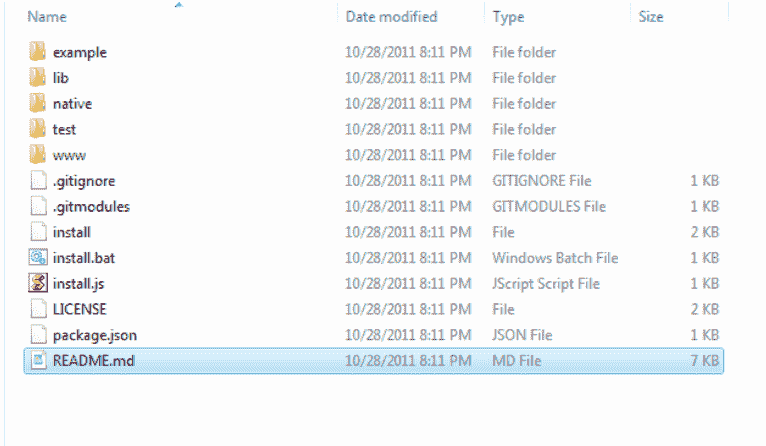 Name Date modified Type Size
example 10/28/2011 8:11 PM File folder
lib 10/28/2011 8:11 PM File folder
native 10/28/2011 8:11 PM File folder
test 10/28/2011 8:11 PM File folder
www 10/28/2011 8:11 PM File folder
.gitignore 10/28/2011 8:11 PM GITIGNORE File 1 KB
.gitmodules 10/28/2011 8:11 PM GITMODULES File 1 KB
install 10/28/2011 8:11 PM File 2 KB
install.bat 10/28/2011 8:11 PM Windows Batch File 1 KB
install.js 10/28/2011 8:11 PM JScript Script File 1 KB
LICENSE 10/28/2011 8:11 PM File 2 KB
package.json 10/28/2011 8:11 PM JSON File 1 KB
README.md 10/28/2011 8:11 PM MD File 7 KB